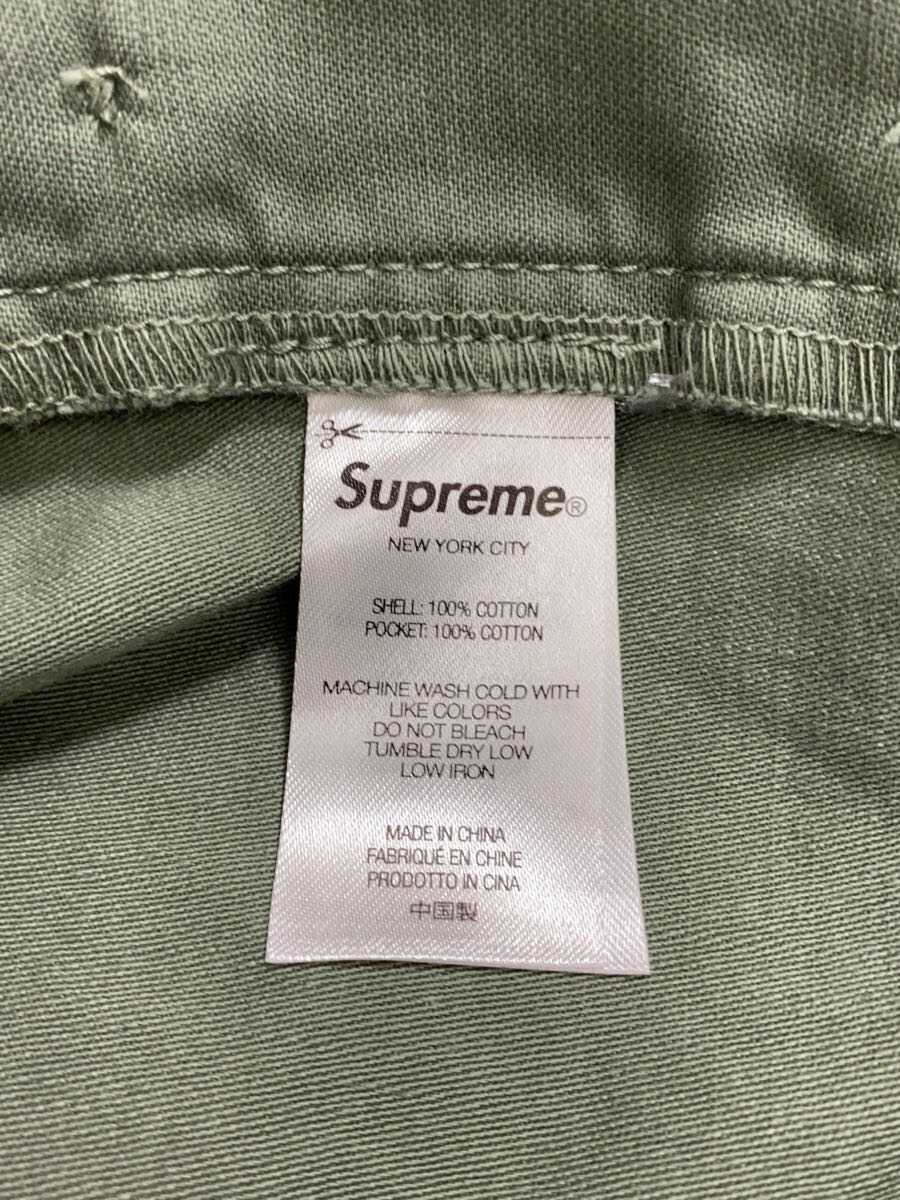 Supreme®
NEW YORK CITY
SHELL: 100% COTTON
POCKET: 100% COTTON
MACHINE WASH COLD WITH
LIKE COLORS
DO NOT BLEACH
TUMBLE DRY LOW
LOW IRON
MADE IN CHINA
FABRIQUÉ EN CHINE
PRODOTTO IN CINA
中国製